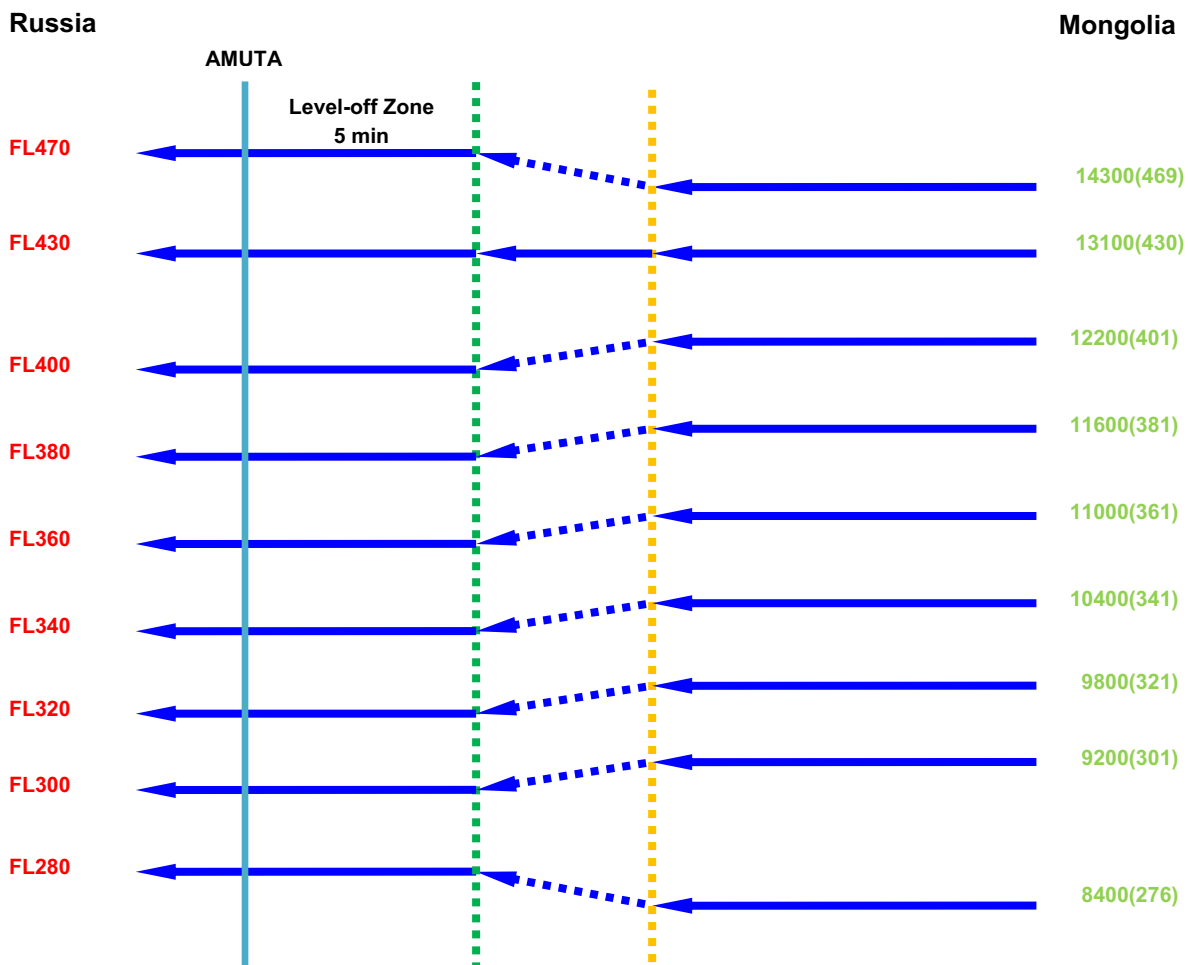 Russia
Mongolia
AMUTA
Level-off Zone
5 min
FL470
14300(469)
FL430
13100(430)
12200(401)
FL400
11600(381)
FL380
11000(361)
FL360
10400(341)
FL340
9800(321)
FL320
9200(301)
FL300
FL280
8400(276)